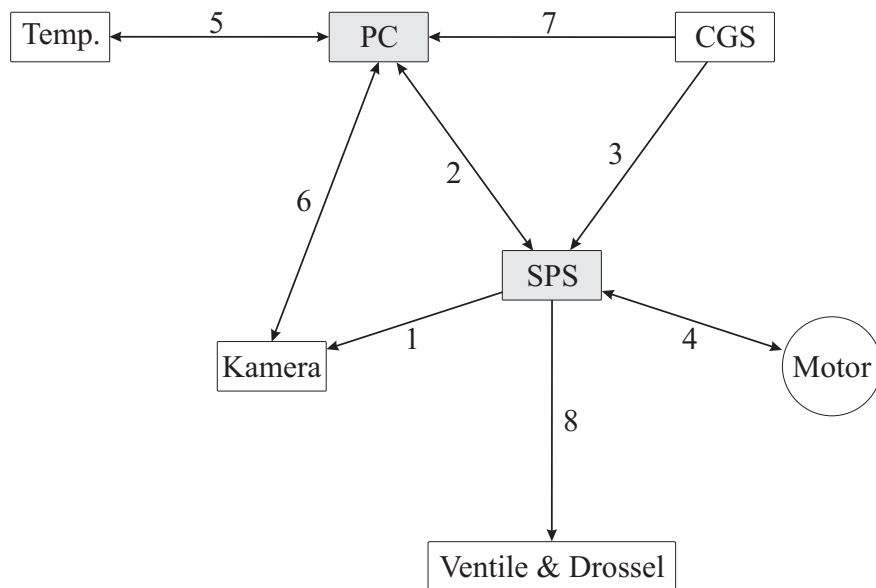 Temp.
5
PC
7
CGS
6
2
3
SPS
1
4
Kamera
Motor
8
Ventile & Drossel